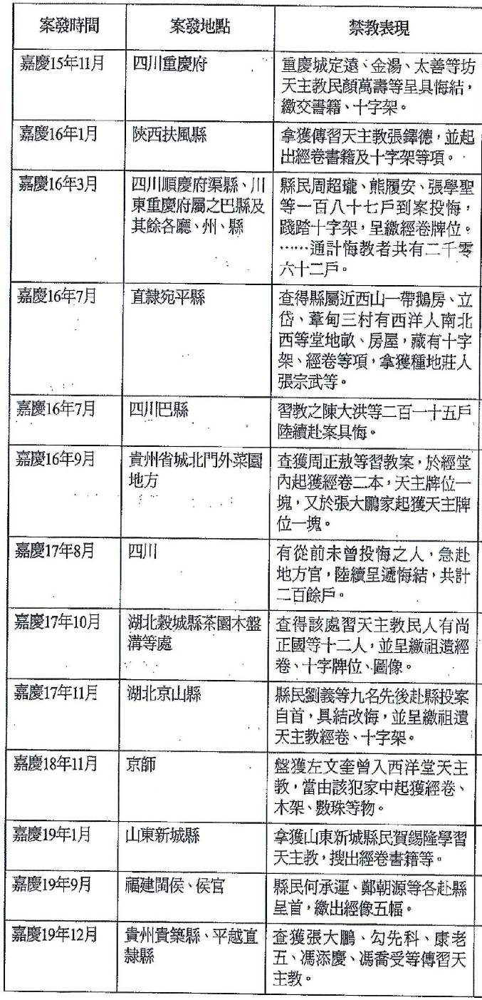 案發時間
案發地點
禁教表現
嘉慶15年11月
四川重慶府
重慶城定遠、金湯、太善等坊
天主教民顏萬壽等呈具悔結，
繳交書籍、十字架。
嘉慶16年1月
陝西扶風縣
拿獲傳習天主教張鐸德，並起
出經卷書籍及十字架等項。
嘉慶16年3月
四川順慶府渠縣、川
東重慶府屬之巴縣及
其餘各廳、州、縣
縣民周超瓏、熊履安、張學聖
等一百八十七戶到案投悔，
踐踏十字架，呈繳經卷牌位。
……通計悔教者共有二千零
六十二戶。
嘉慶16年7月
直隸宛平縣
查得縣屬近西山一帶鵝房、立
岱、葦甸三村有西洋人南北
西等堂地畝、房屋，藏有十字
架、經卷等項，拿獲種地莊人
張宗武等。
嘉慶16年7月
四川巴縣
習教之陳大洪等二百一十五戶
陸續赴案具悔。
嘉慶16年9月
貴州省城北門外菜園
地方
查獲周正敖等習教案，於經堂
內起獲經卷二本，天主牌位一
塊，又於張大鵬家起獲天主牌
位一塊。
嘉慶17年8月
四川
有從前未曾投悔之人，急赴
地方官，陸續呈遞悔結，共計
二百餘戶。
嘉慶17年10月
湖北穀城縣茶園木盤
溝等處
查得該處習天主教民人有尚
正國等十二人，並呈繳祖遺經
卷、十字牌位、圖像。
嘉慶17年11月
湖北京山縣
縣民劉義等九名先後赴縣投案
自首，具結改悔，並呈繳祖遺
天主教經卷、十字架。
嘉慶18年11月
京師
盤獲左文奎曾入西洋堂天主
教，當由該犯家中起獲經卷、
木架、數珠等物。
嘉慶19年1月
山東新城縣
拿獲山東新城縣民賀錫隆學習
天主教，搜出經卷書籍等。
嘉慶19年9月
福建閩侯、侯官
縣民何承運、鄭朝源等各赴縣
呈首，繳出經像五幅。
嘉慶19年12月
貴州貴築縣、平越直
隸縣
查獲張大鵬、勾先科、康老
五、馮添慶、馮喬受等傳習天
主教。